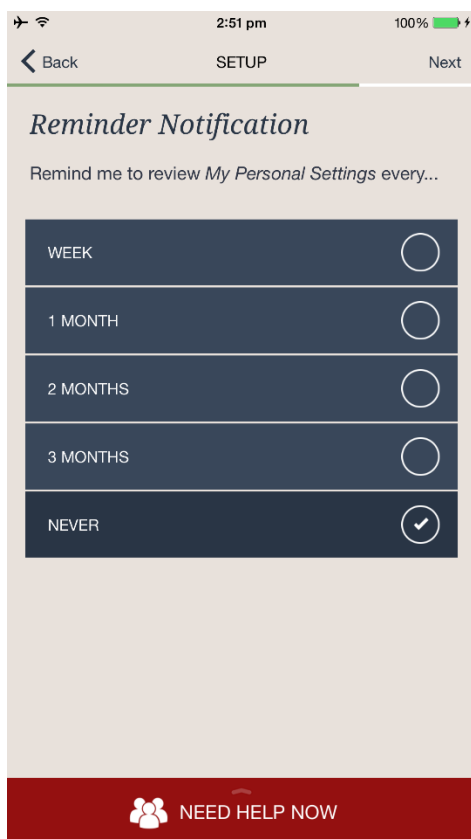 2:51 pm 100%
Back SETUP Next
Reminder Notification
Remind me to review My Personal Settings every...
WEEK
1 MONTH
2 MONTHS
3 MONTHS
NEVER
NEED HELP NOW